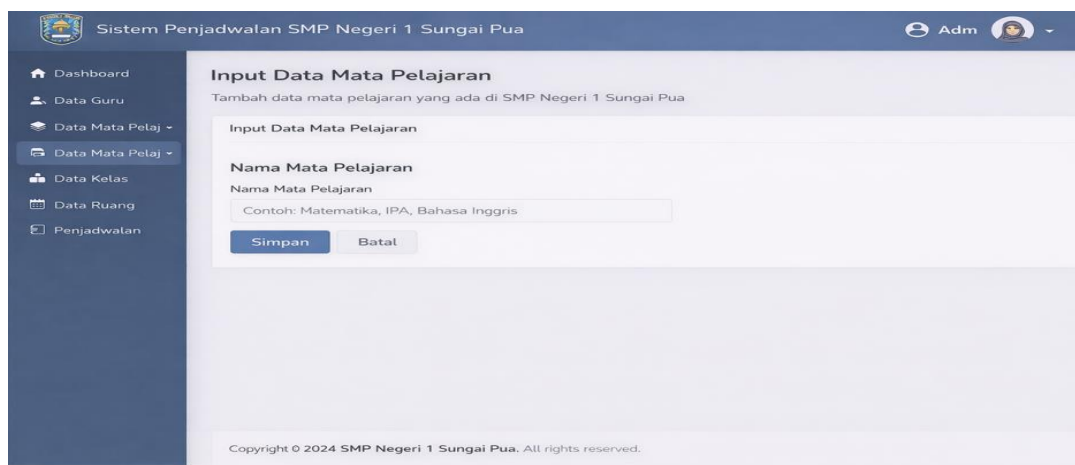 Sistem Penjadwalan SMP Negeri 1 Sungai Pua
Adm
Dashboard
Data Guru
Data Mata Pelaj
Data Mata Pelaj
Data Kelas
Data Ruang
Penjadwalan
Input Data Mata Pelajaran
Tambah data mata pelajaran yang ada di SMP Negeri 1 Sungai Pua
Input Data Mata Pelajaran
Nama Mata Pelajaran
Nama Mata Pelajaran
Contoh: Matematika, IPA, Bahasa Inggris
Simpan Batal
Copyright © 2024 SMP Negeri 1 Sungai Pua. All rights reserved.